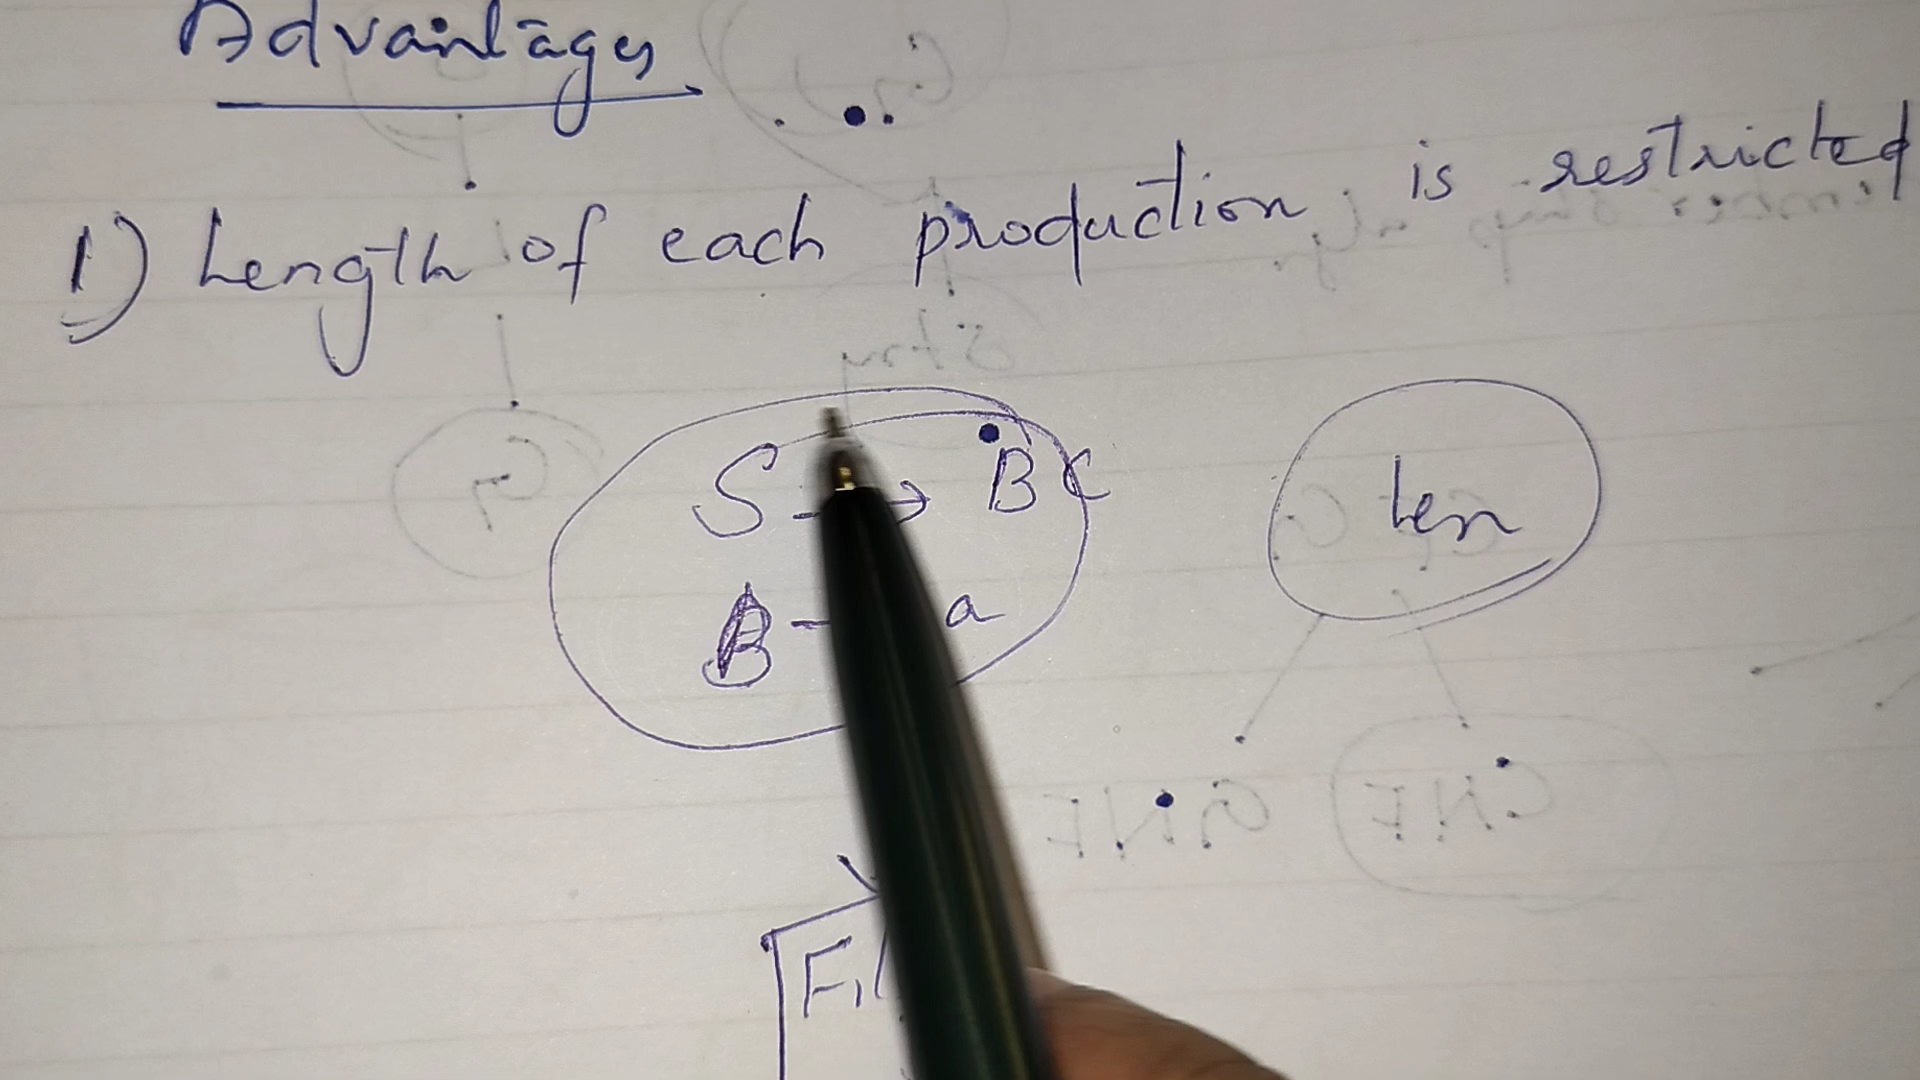 Advantages
1) Length of each production is restricted
S → BC
len
B → a